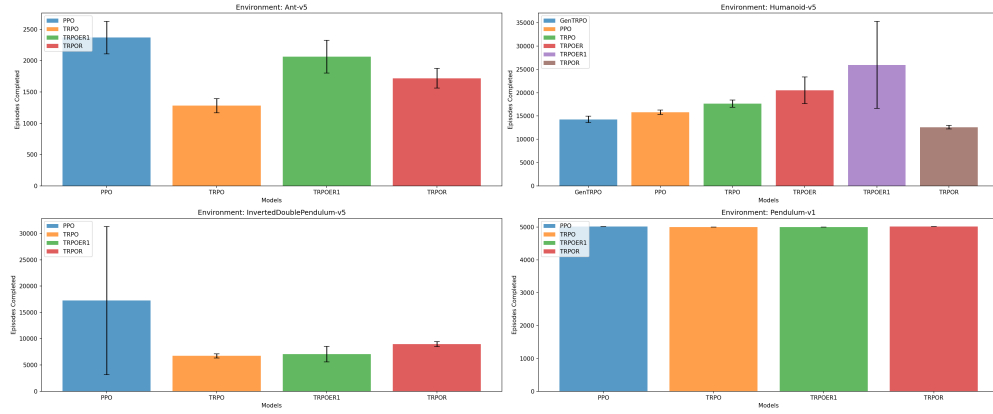 Environment: Ant-v5
PPO
TRPO
TRPOER1
TRPOR
Episodes Completed
2500
2000
1500
1000
500
0
PPO
TRPO
TRPOER1
TRPOR
Models
Environment: Humanoid-v5
GenTRPO
PPO
TRPO
TRPOER
TRPOER1
TRPOR
Episodes Completed
35000
30000
25000
20000
15000
10000
5000
0
GenTRPO
PPO
TRPO
TRPOER
TRPOER1
TRPOR
Models
Environment: InvertedDoublePendulum-v5
PPO
TRPO
TRPOER1
TRPOR
Episodes Completed
30000
25000
20000
15000
10000
5000
0
PPO
TRPO
TRPOER1
TRPOR
Models
Environment: Pendulum-v1
PPO
TRPO
TRPOER1
TRPOR
Episodes Completed
5000
4000
3000
2000
1000
0
PPO
TRPO
TRPOER1
TRPOR
Models